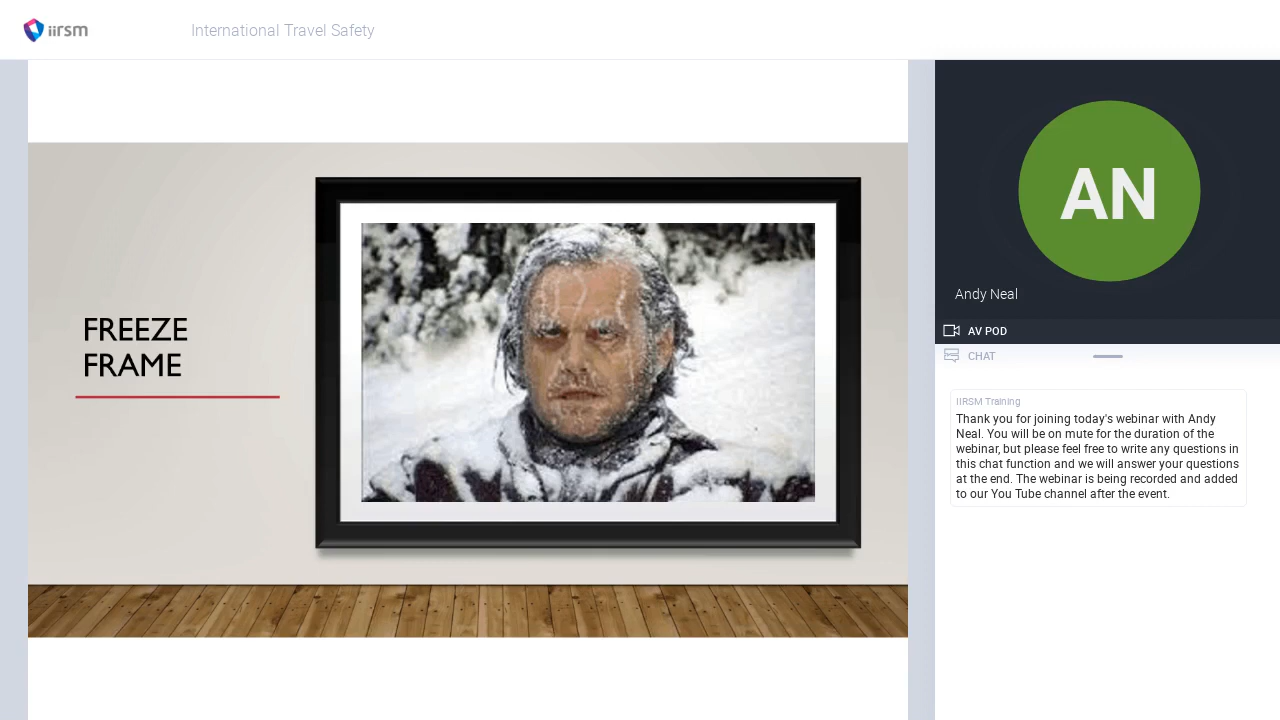 iirsm
International Travel Safety
FREEZE
FRAME
AN
Andy Neal
AV POD
CHAT
IIRSM Training
Thank you for joining today's webinar with Andy
Neal. You will be on mute for the duration of the
webinar, but please feel free to write any questions in
this chat function and we will answer your questions
at the end. The webinar is being recorded and added
to our You Tube channel after the event.